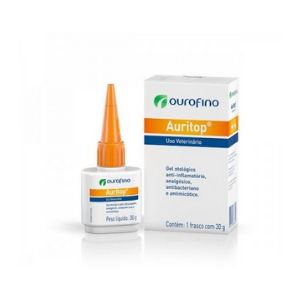 ourofino
Auritop®
Uso Veterinário
Gel otológico
anti-inflamatório,
analgésico,
antibacteriano
e antimicótico.
Contém: 1 frasco com 30 g
ourofino
Auritop®
Peso líquido: 30 g